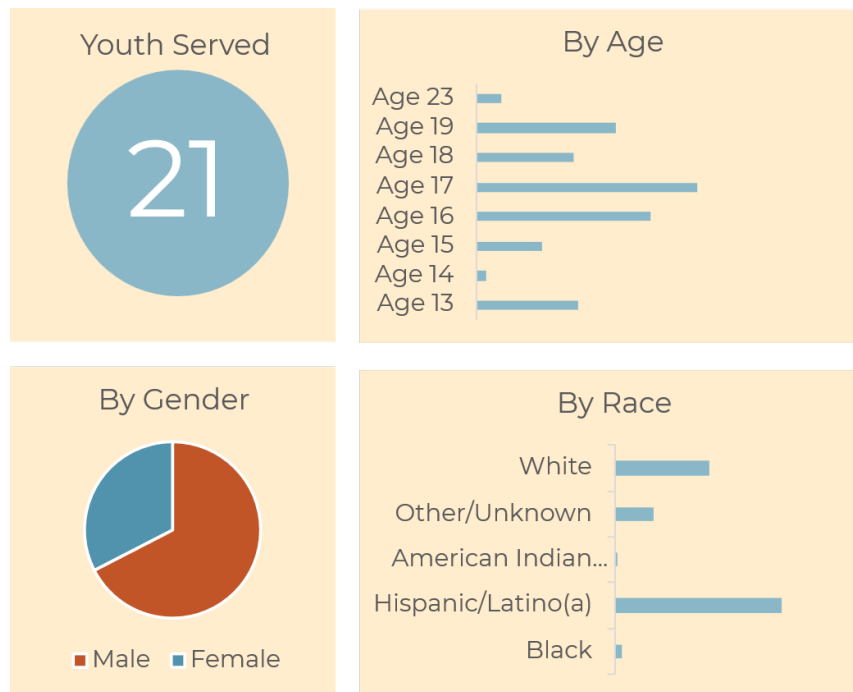 Youth Served
21
By Age
Age 23
Age 19
Age 18
Age 17
Age 16
Age 15
Age 14
Age 13
By Gender
Male Female
By Race
White
Other/Unknown
American Indian...
Hispanic/Latino(a)
Black